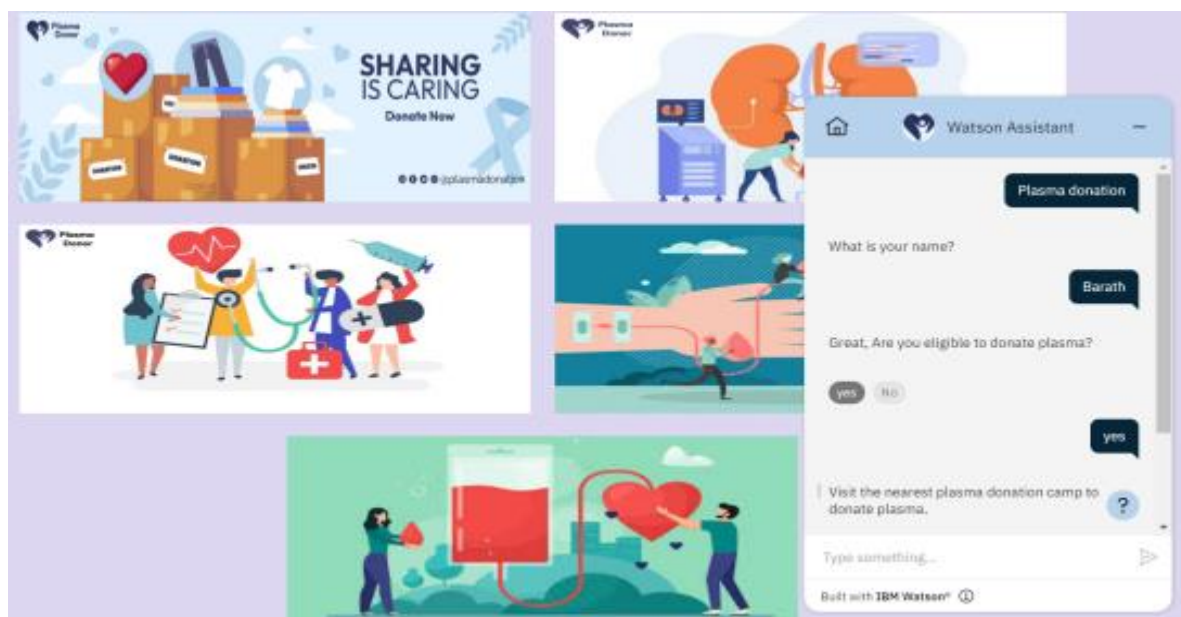 Plasma
Donor
SHARING
IS CARING
Donate Now
@plasmadonation
DONATION
DONATION
Plasma
Donor
Plasma
Donor
Watson Assistant
Plasma donation
What is your name?
Barath
Great, Are you eligible to donate plasma?
yes No
yes
Visit the nearest plasma donation camp to
donate plasma.
?
Type something...
Built with IBM Watson®